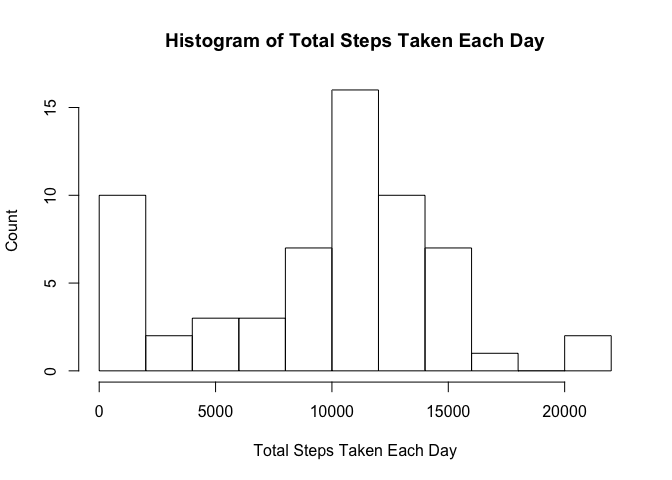 Histogram of Total Steps Taken Each Day
Count
15
10
5
0
0 5000 10000 15000 20000
Total Steps Taken Each Day